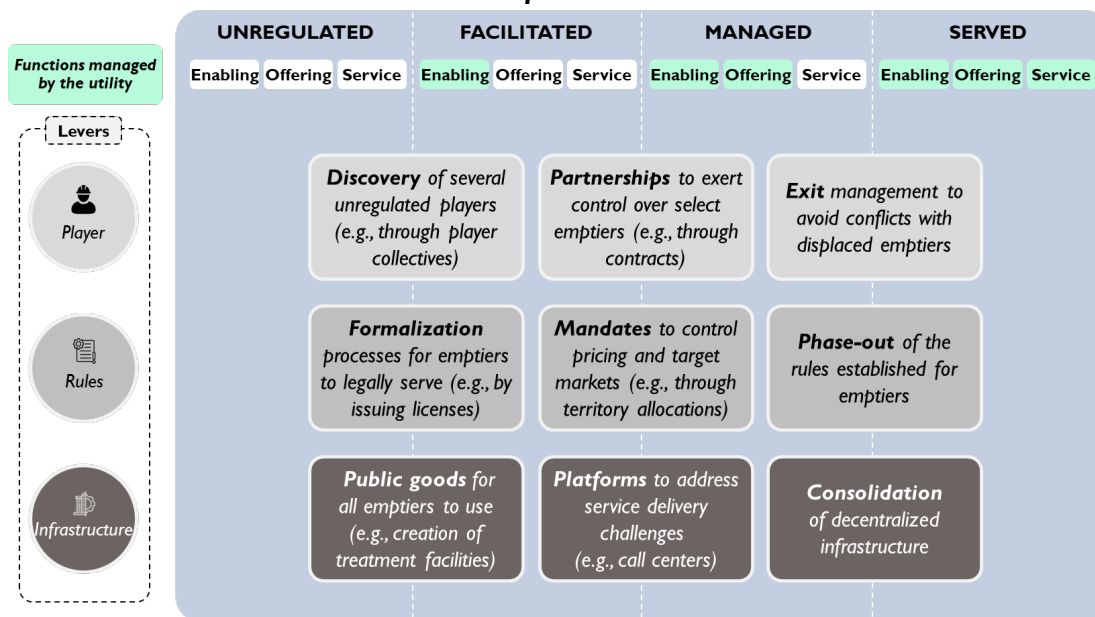 UNREGULATED
FACILITATED
MANAGED
SERVED
Functions managed
by the utility
Enabling Offering Service
Enabling Offering Service
Enabling Offering Service
Enabling Offering Service
Levers
Player
Discovery of several
unregulated players
(e.g., through player
collectives)
Partnerships to exert
control over select
emptiers (e.g., through
contracts)
Exit management to
avoid conflicts with
displaced emptiers
Rules
Formalization
processes for emptiers
to legally serve (e.g., by
issuing licenses)
Mandates to control
pricing and target
markets (e.g., through
territory allocations)
Phase-out of the
rules established for
emptiers
Infrastructure
Public goods for
all emptiers to use
(e.g., creation of
treatment facilities)
Platforms to address
service delivery
challenges
(e.g., call centers)
Consolidation
of decentralized
infrastructure